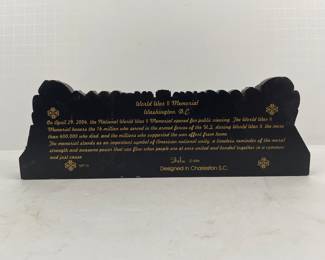 World War II Memorial
Washington D.C.
On April 29, 2004, the National World War II Memorial opened for public viewing. The World War II
Memorial honors the 16 million who served in the armed forces of the U.S. during World War II, the more
than 400,000 who died, and the millions who supported the war effort from home.
The memorial stands as an important symbol of American national unity, a timeless reminder of the moral
strength and awesome power that can flow when people are at once united and bonded together in a common
and just cause
Designed in Charleston S.C.